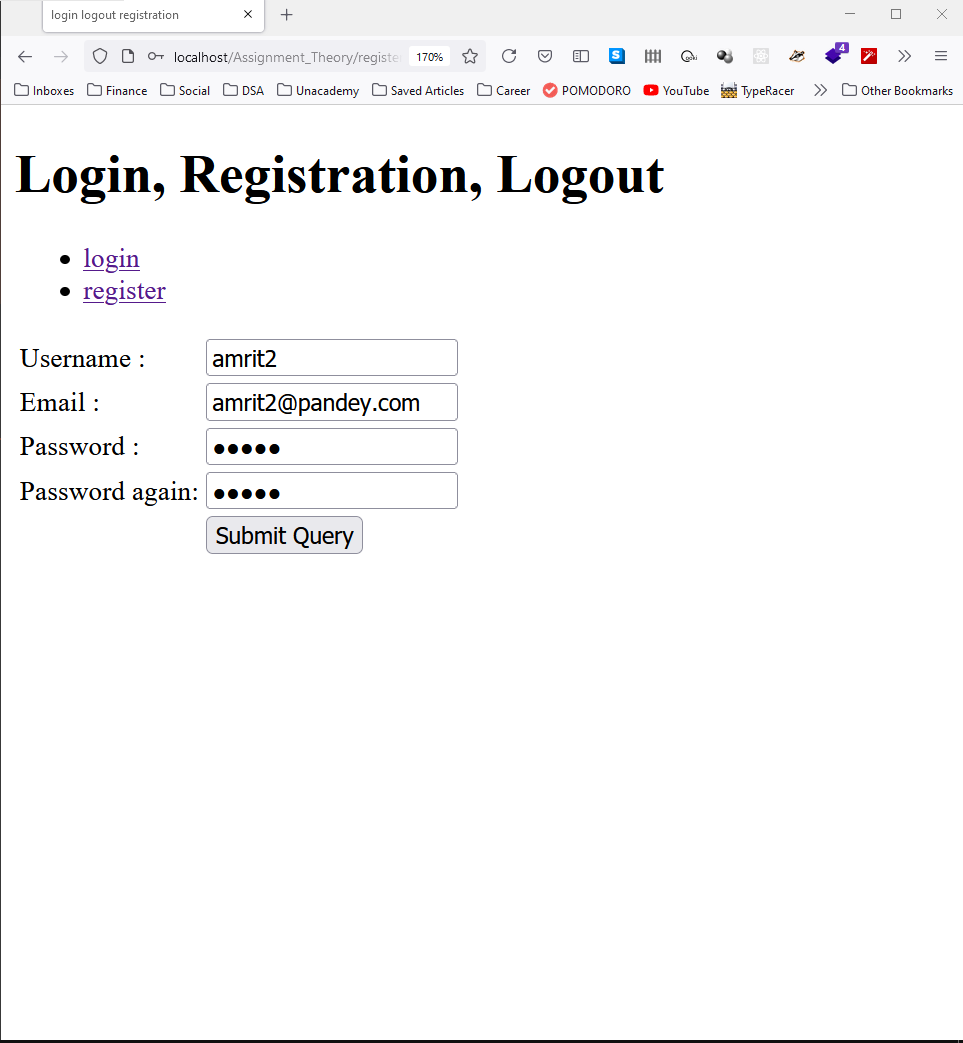 login logout registration
localhost/Assignment_Theory/registe 170% S 4
Inboxes Finance Social DSA Unacademy Saved Articles Career POMODORO YouTube TypeRacer Other Bookmarks
Login, Registration, Logout
login
register
Username : amrit2
Email : amrit2@pandey.com
Password : ●●●●●
Password again: ●●●●●
Submit Query